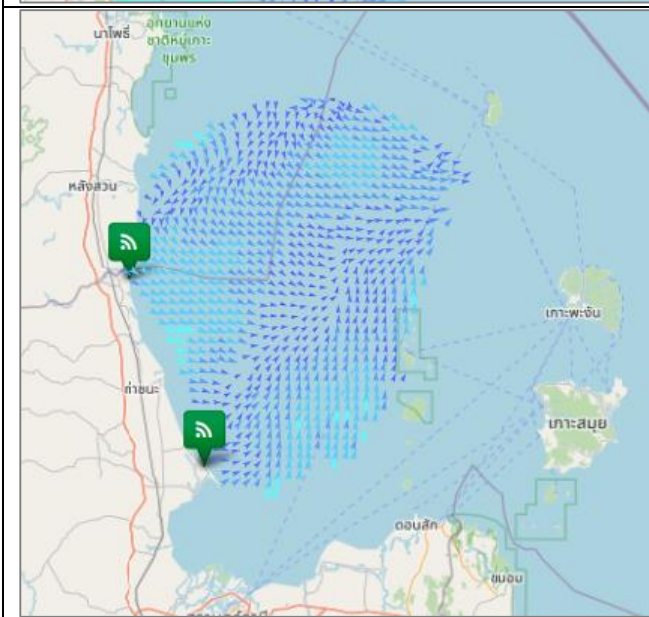 นาโพธิ์
อุทยานแห่ง
ชาติหมู่เกาะ
ชุมพร
หลังสวน
เกาะพะงัน
ท่าชนะ
เกาะสมุย
ดอนสัก
ขนอม